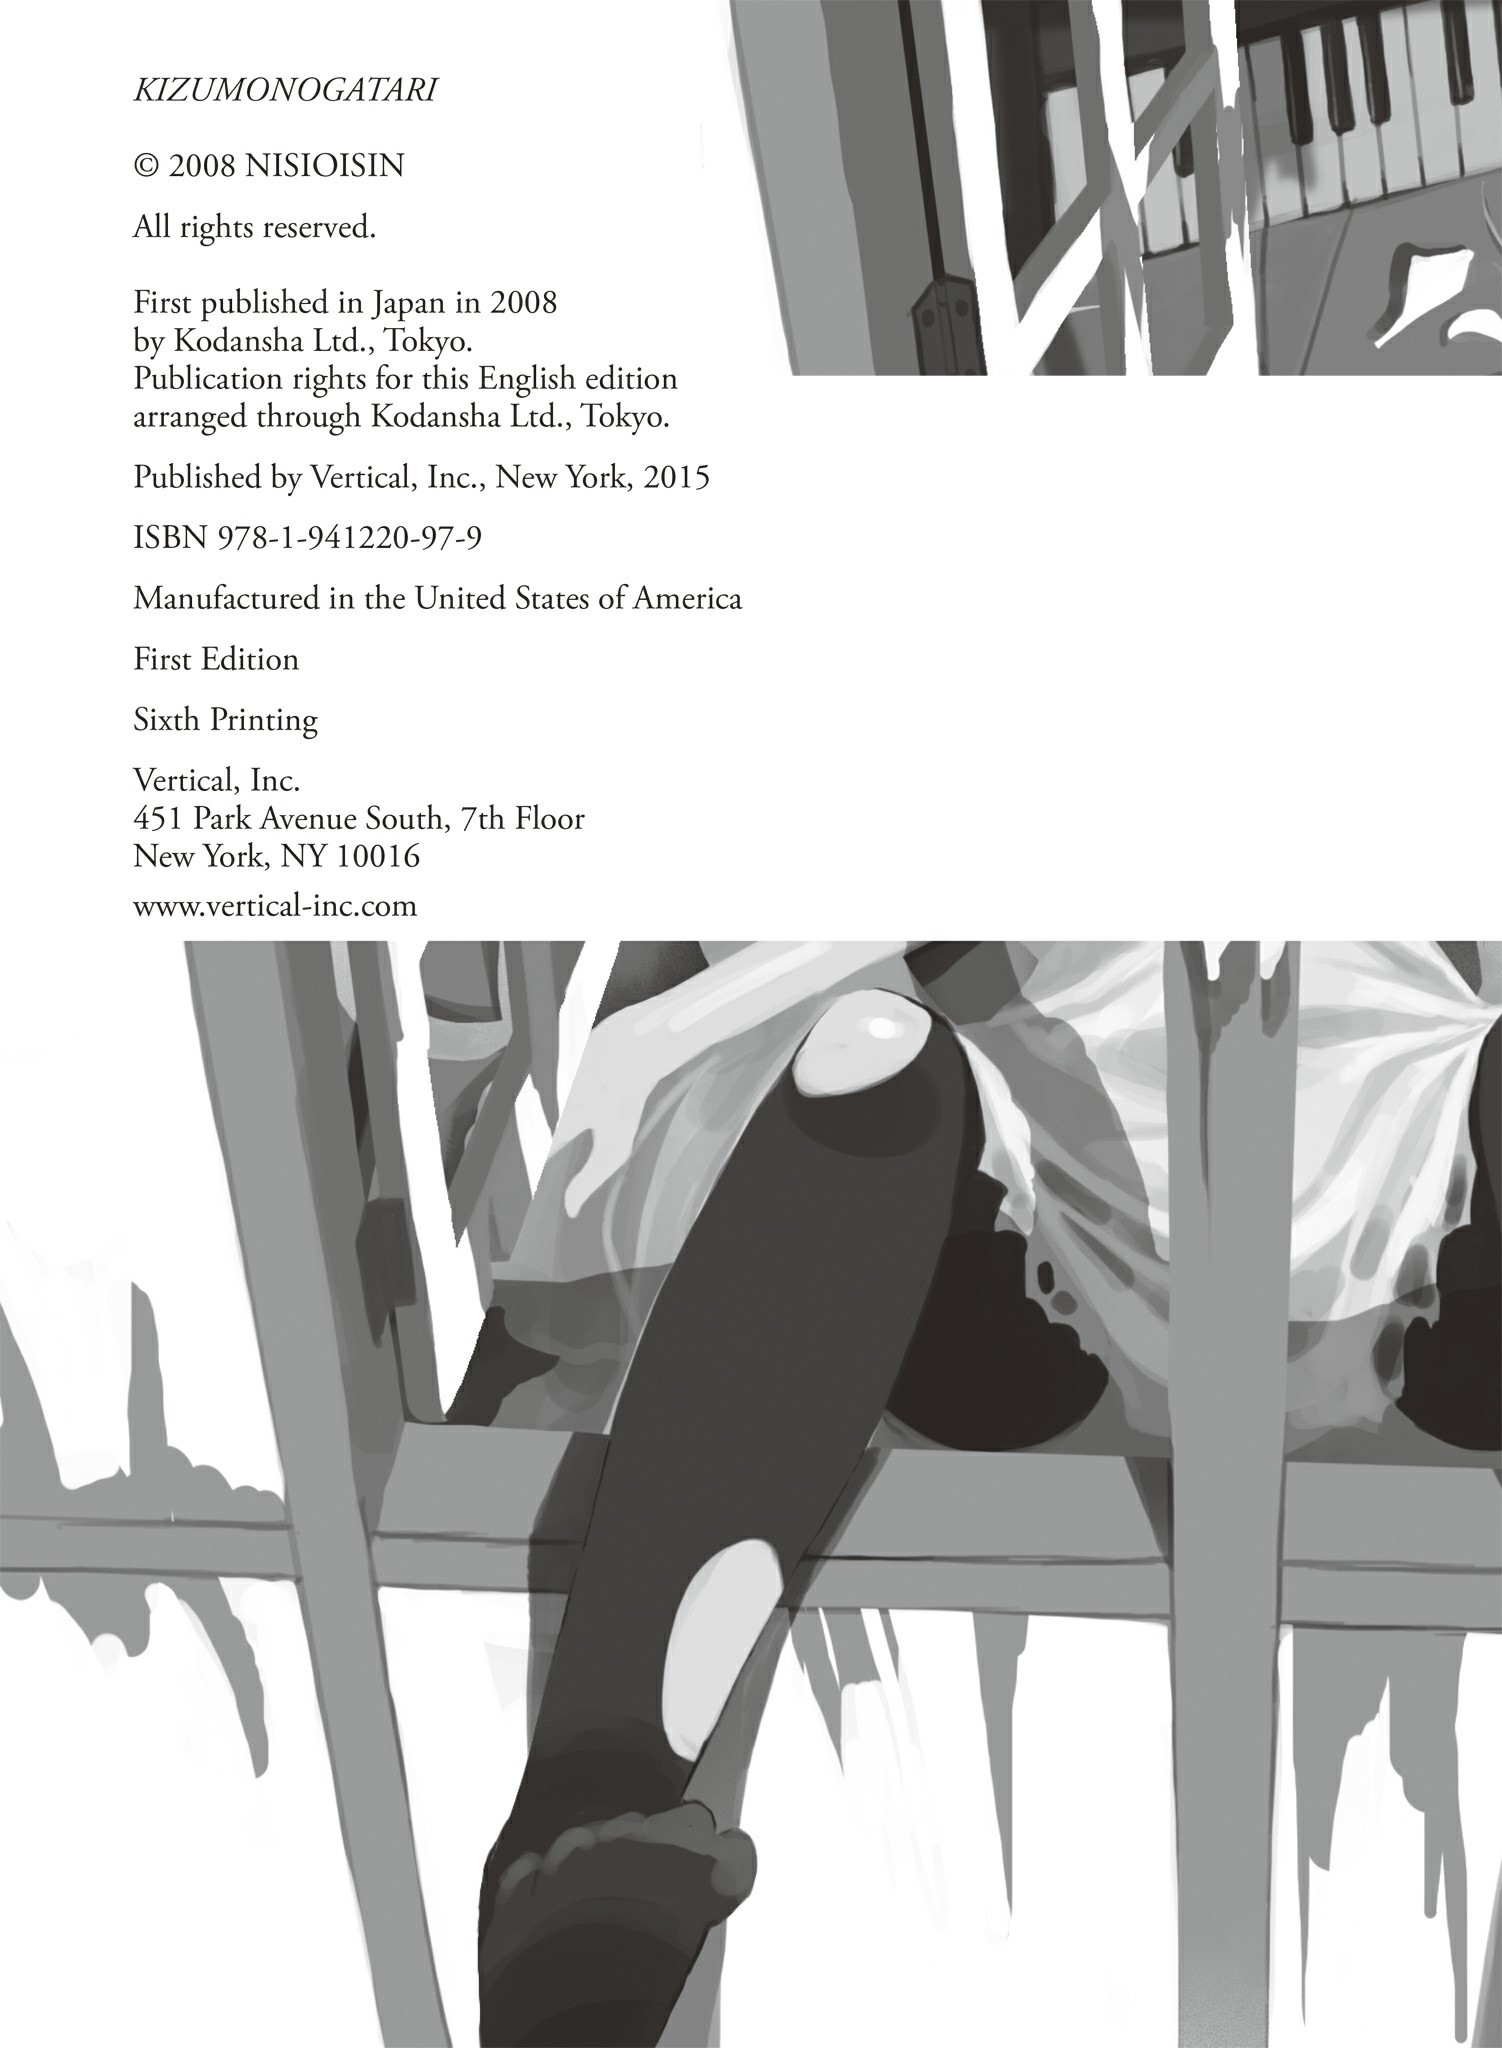 KIZUMONOGATARI
© 2008 NISIOISIN
All rights reserved.
First published in Japan in 2008
by Kodansha Ltd., Tokyo.
Publication rights for this English edition
arranged through Kodansha Ltd., Tokyo.
Published by Vertical, Inc., New York, 2015
ISBN 978-1-941220-97-9
Manufactured in the United States of America
First Edition
Sixth Printing
Vertical, Inc.
451 Park Avenue South, 7th Floor
New York, NY 10016
www.vertical-inc.com